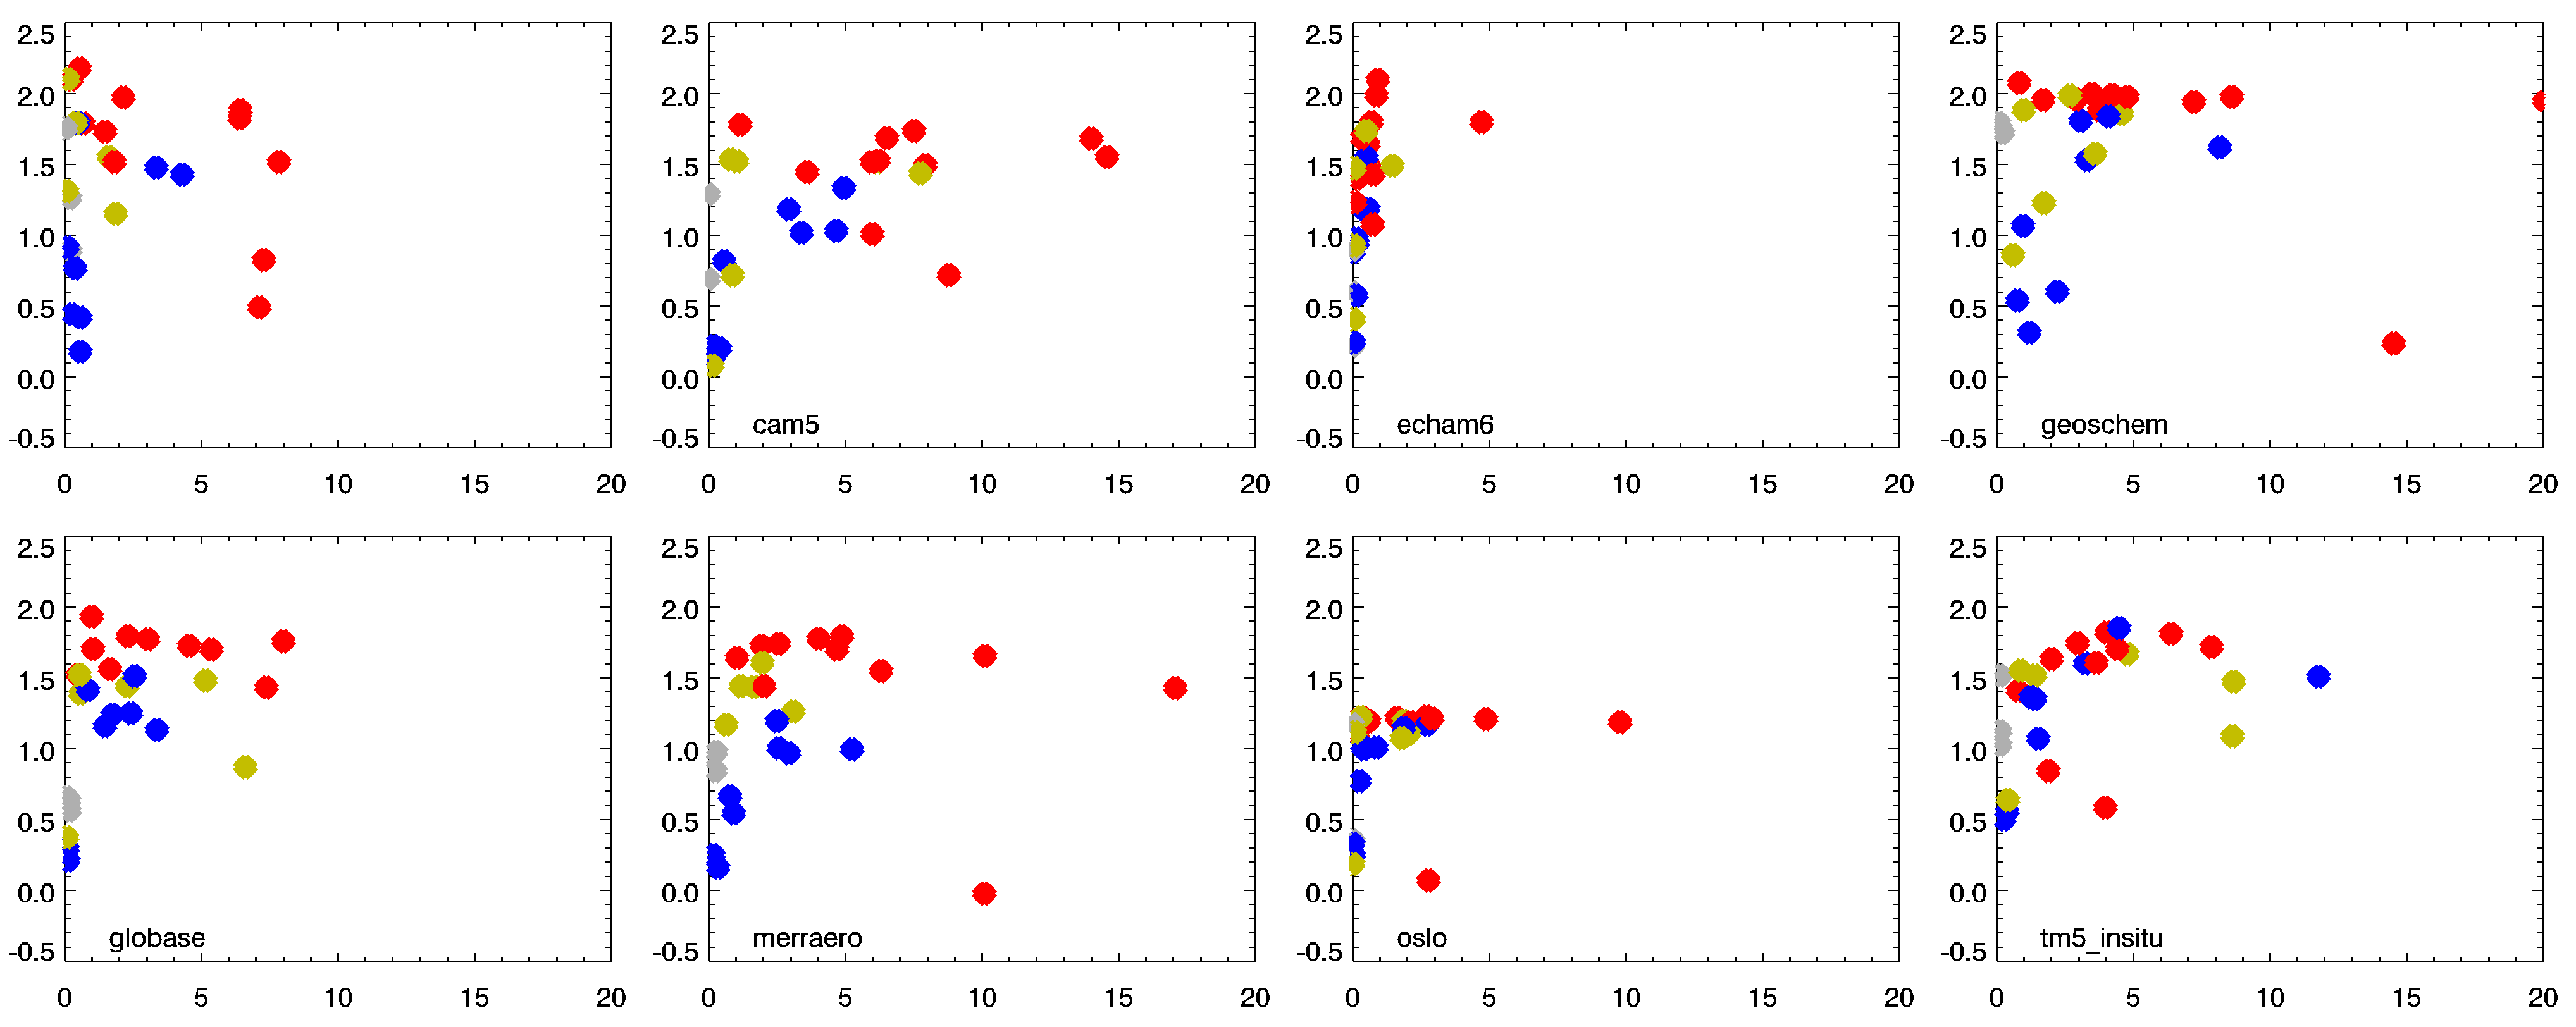 2.5 2.5 2.5 2.5
2.0 2.0 2.0 2.0
1.5 1.5 1.5 1.5
1.0 1.0 1.0 1.0
0.5 0.5 0.5 0.5
0.0 0.0 0.0 0.0
cam5 echam6 geoschem
-0.5 -0.5 -0.5 -0.5
0 5 10 15 20 0 5 10 15 20 0 5 10 15 20 0 5 10 15 20
2.5 2.5 2.5 2.5
2.0 2.0 2.0 2.0
1.5 1.5 1.5 1.5
1.0 1.0 1.0 1.0
0.5 0.5 0.5 0.5
0.0 0.0 0.0 0.0
globase merraero oslo tm5_insitu
-0.5 -0.5 -0.5 -0.5
0 5 10 15 20 0 5 10 15 20 0 5 10 15 20 0 5 10 15 20